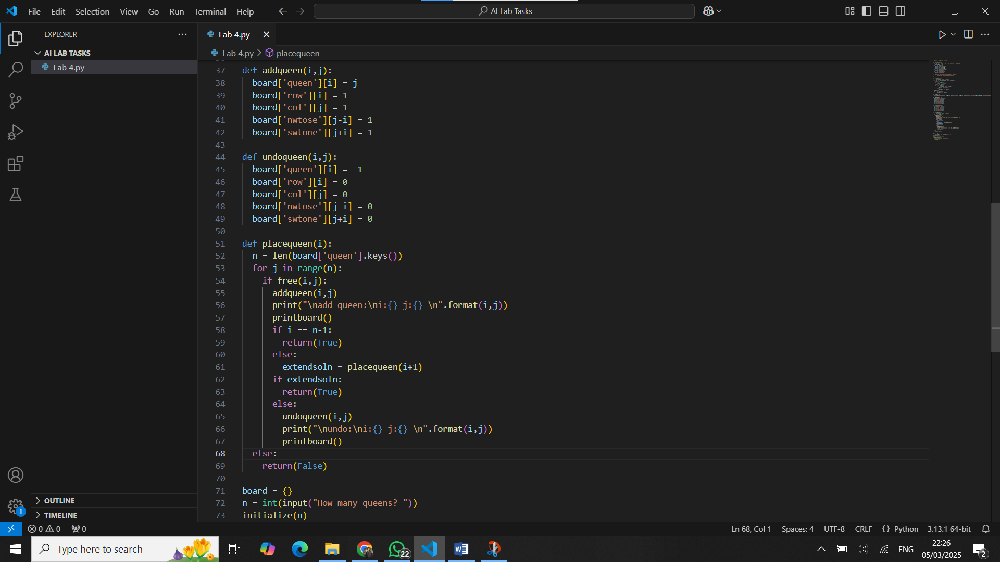 File Edit Selection View Go Run Terminal Help
AI Lab Tasks
EXPLORER
AI LAB TASKS
Lab 4.py
OUTLINE
TIMELINE
Lab 4.py
Lab 4.py > placequeen
37 def addqueen(i,j):
38 board['queen'][i] = j
39 board['row'][i] = 1
40 board['col'][j] = 1
41 board['nwtose'][j-i] = 1
42 board['swtone'][j+i] = 1
43
44 def undoqueen(i,j):
45 board['queen'][i] = -1
46 board['row'][i] = 0
47 board['col'][j] = 0
48 board['nwtose'][j-i] = 0
49 board['swtone'][j+i] = 0
50
51 def placequeen(i):
52 n = len(board['queen'].keys())
53 for j in range(n):
54 if free(i,j):
55 addqueen(i,j)
56 print("\nadd queen:\ni:{} j:{} \n".format(i,j))
57 printboard()
58 if i == n-1:
59 return(True)
60 else:
61 extendsoln = placequeen(i+1)
62 if extendsoln:
63 return(True)
64 else:
65 undoqueen(i,j)
66 print("\nundo:\ni:{} j:{} \n".format(i,j))
67 printboard()
68 else:
69 return(False)
70
71 board = {}
72 n = int(input("How many queens? "))
73 initialize(n)
1
0 0 0
Ln 68, Col 1 Spaces: 4 UTF-8 CRLF {} Python 3.13.1 64-bit
Type here to search
22
ENG
22:26
05/03/2025
2